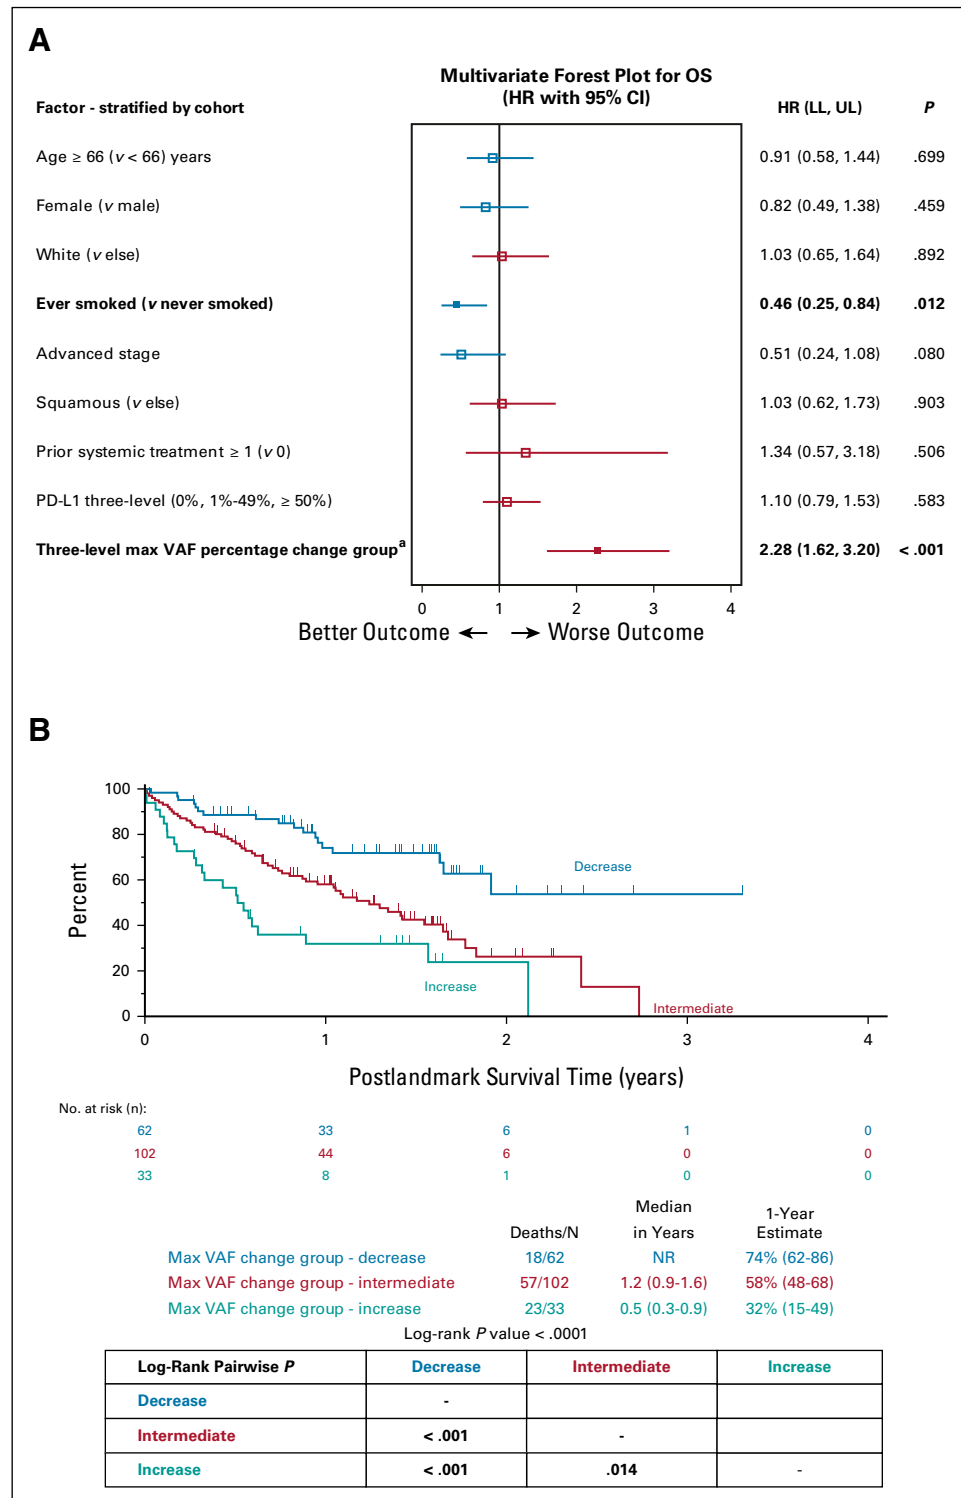 A
Multivariate Forest Plot for OS
(HR with 95% CI)
Factor - stratified by cohort HR (LL, UL) P
Age ≥ 66 (v < 66) years 0.91 (0.58, 1.44) .699
Female (v male) 0.82 (0.49, 1.38) .459
White (v else) 1.03 (0.65, 1.64) .892
Ever smoked (v never smoked) 0.46 (0.25, 0.84) .012
Advanced stage 0.51 (0.24, 1.08) .080
Squamous (v else) 1.03 (0.62, 1.73) .903
Prior systemic treatment ≥ 1 (v 0) 1.34 (0.57, 3.18) .506
PD-L1 three-level (0%, 1%-49%, ≥ 50%) 1.10 (0.79, 1.53) .583
Three-level max VAF percentage change groupa 2.28 (1.62, 3.20) < .001
0 1 2 3 4
Better Outcome ← → Worse Outcome
B
100
80
60
40
20
0
Percent
Decrease
Increase
Intermediate
0 1 2 3 4
Postlandmark Survival Time (years)
No. at risk (n):
62 33 6 1 0
102 44 6 0 0
33 8 1 0 0
Median 1-Year
Deaths/N in Years Estimate
Max VAF change group - decrease 18/62 NR 74% (62-86)
Max VAF change group - intermediate 57/102 1.2 (0.9-1.6) 58% (48-68)
Max VAF change group - increase 23/33 0.5 (0.3-0.9) 32% (15-49)
Log-rank P value < .0001
Log-Rank Pairwise P Decrease Intermediate Increase
Decrease -
Intermediate < .001 -
Increase < .001 .014 -